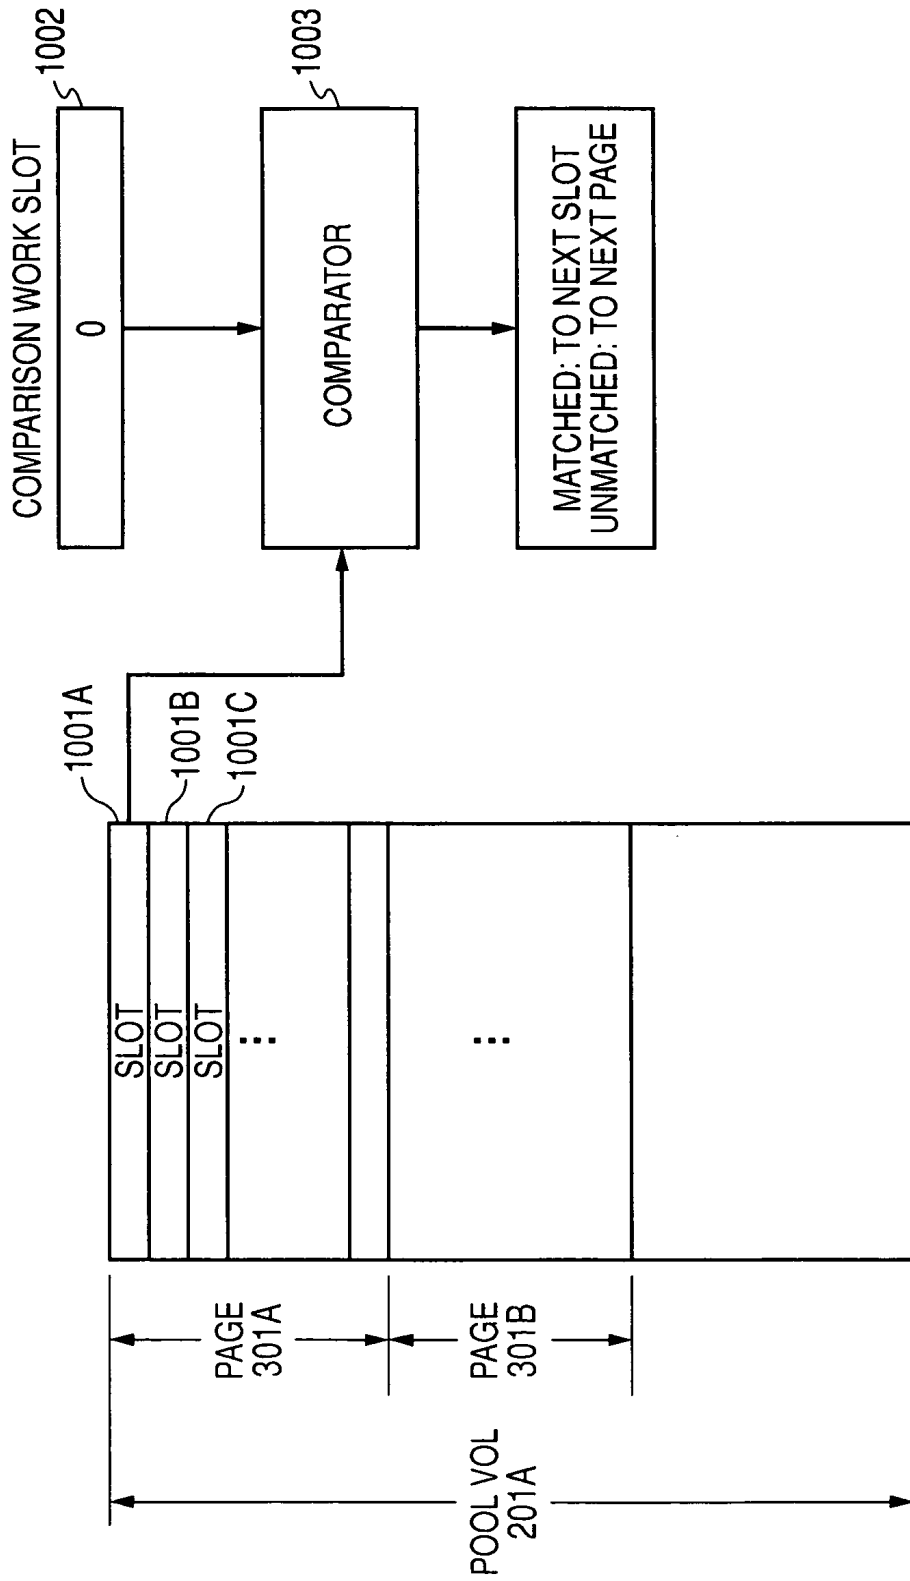 POOL VOL
201A
PAGE
301A
PAGE
301B
SLOT
SLOT
SLOT
...
...
1001A
1001B
1001C
COMPARISON WORK SLOT
0
1002
COMPARATOR
1003
MATCHED: TO NEXT SLOT
UNMATCHED: TO NEXT PAGE